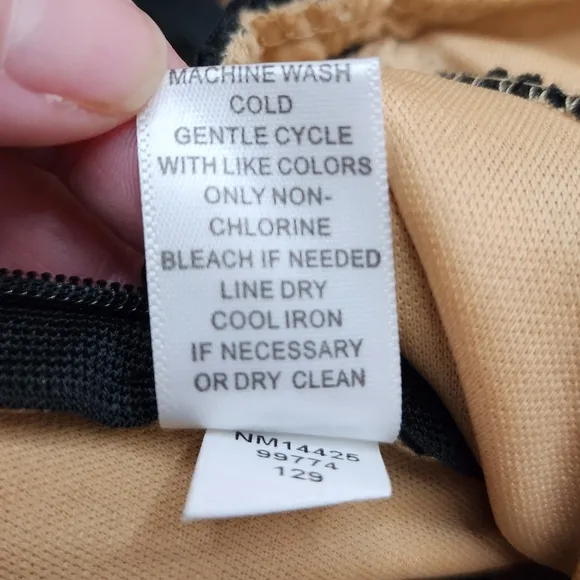 MACHINE WASH
COLD
GENTLE CYCLE
WITH LIKE COLORS
ONLY NON-
CHLORINE
BLEACH IF NEEDED
LINE DRY
COOL IRON
IF NECESSARY
OR DRY CLEAN
NM14425
99774
129